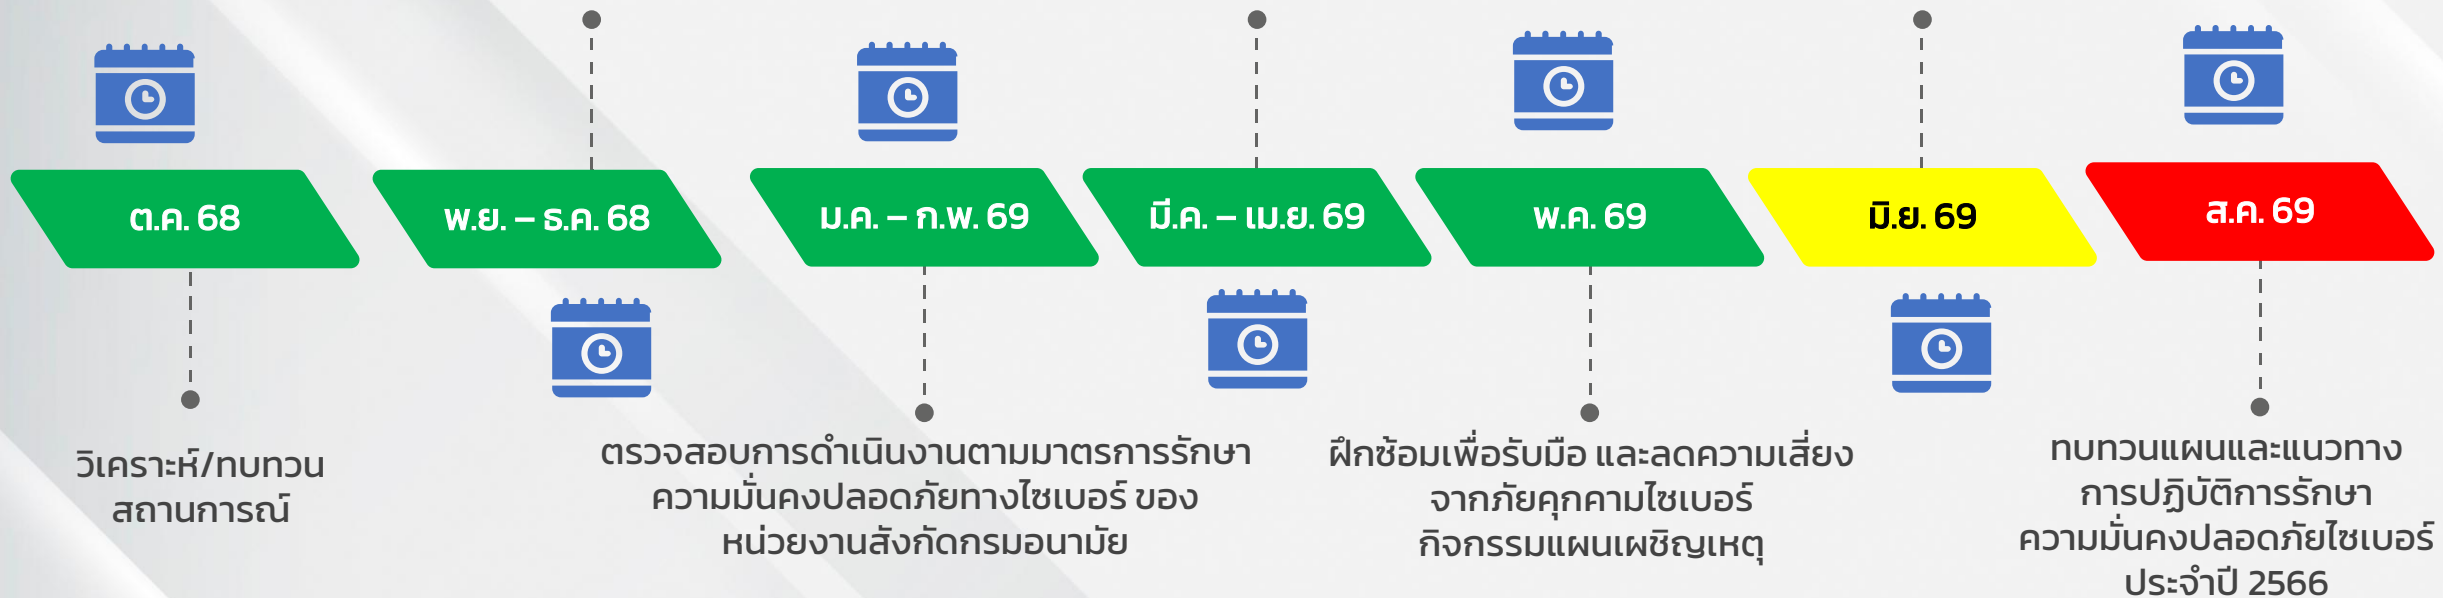 ต.ค. 68
พ.ย. – ธ.ค. 68
ม.ค. – ก.พ. 69
มี.ค. – เม.ย. 69
พ.ค. 69
มิ.ย. 69
ส.ค. 69
วิเคราะห์/ทบทวน
สถานการณ์
ตรวจสอบการดำเนินงานตามมาตรการรักษา
ความมั่นคงปลอดภัยทางไซเบอร์ ของ
หน่วยงานสังกัดกรมอนามัย
ฝึกซ้อมเพื่อรับมือ และลดความเสี่ยง
จากภัยคุกคามไซเบอร์
กิจกรรมแผนเผชิญเหตุ
ทบทวนแผนและแนวทาง
การปฏิบัติการรักษา
ความมั่นคงปลอดภัยไซเบอร์
ประจำปี 2566